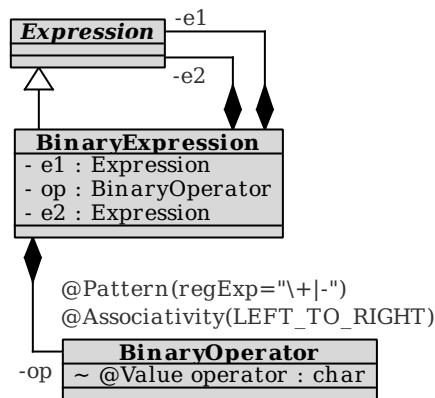 Expression
-e1
-e2
BinaryExpression
- e1 : Expression
- op : BinaryOperator
- e2 : Expression
@Pattern(regExp="\+|-")
@Associativity(LEFT_TO_RIGHT)
-op
BinaryOperator
~ @Value operator : char